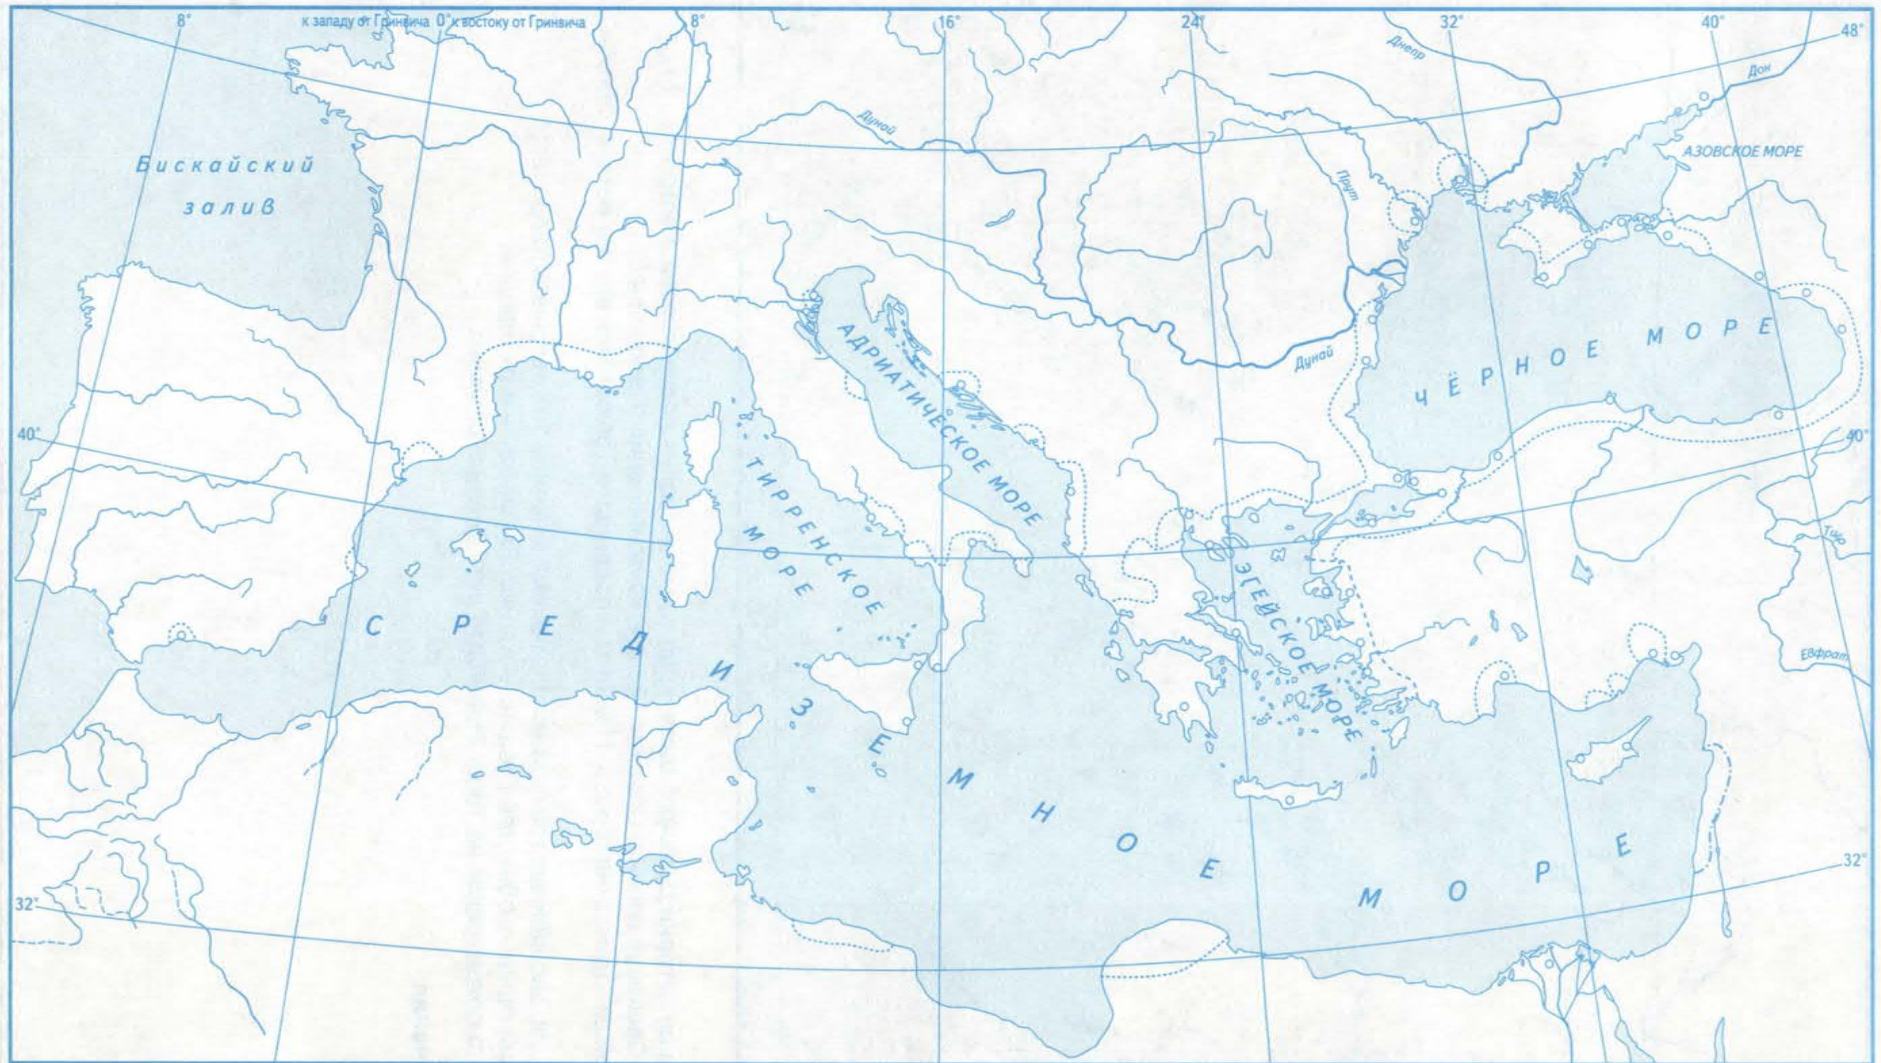 8°
к западу от Гринвича 0° к востоку от Гринвича
8°
16°
24°
32°
40°
48°
Днепр
Дон
Дунай
АЗОВСКОЕ МОРЕ
Бискайский
залив
Прут
АДРИАТИЧЕСКОЕ МОРЕ
Дунай
ЧЁРНОЕ МОРЕ
40°
40°
ТИРРЕНСКОЕ
МОРЕ
Тигр
ЭГЕЙСКОЕ МОРЕ
Евфрат
СРЕДИЗЕМНОЕ МОРЕ
32°
32°